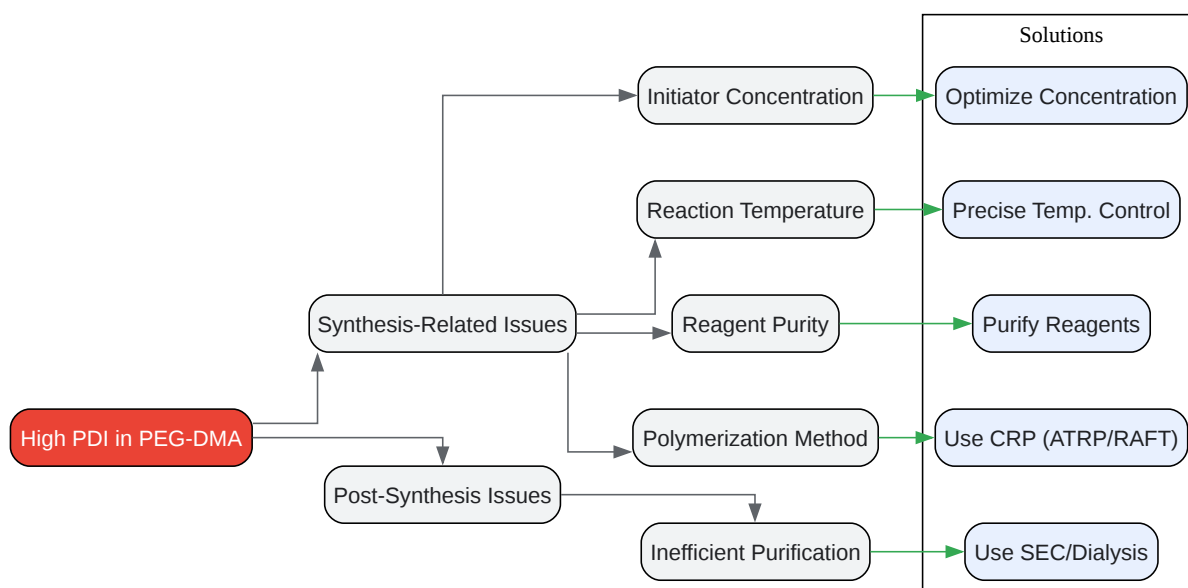 Solutions
Initiator Concentration
Optimize Concentration
Reaction Temperature
Precise Temp. Control
Synthesis-Related Issues
Reagent Purity
Purify Reagents
High PDI in PEG-DMA
Polymerization Method
Use CRP (ATRP/RAFT)
Post-Synthesis Issues
Inefficient Purification
Use SEC/Dialysis